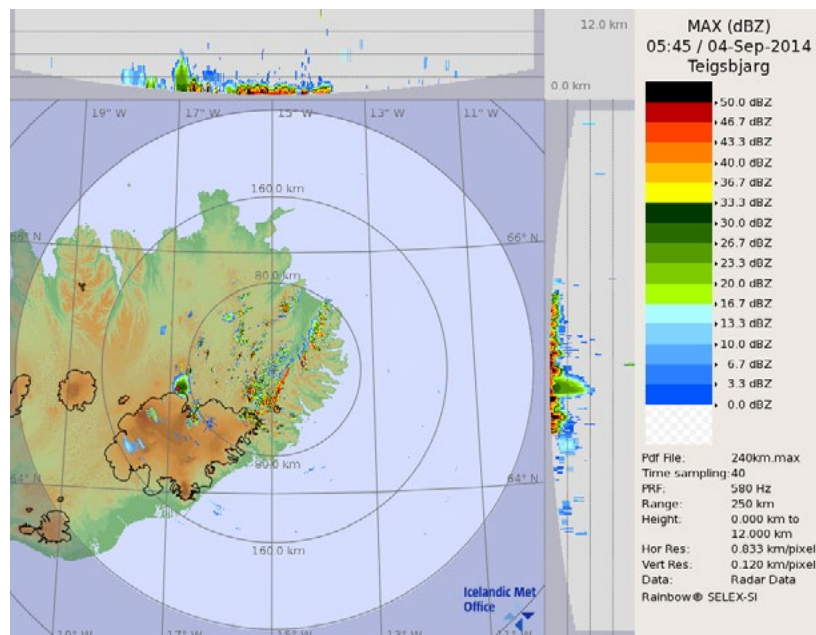 12.0 km
0.0 km
19° W
17° W
15° W
13° W
11° W
160.0 km
66° N
66° N
80.0 km
80.0 km
64° N
64° N
160.0 km
Icelandic Met
Office
19° W
17° W
15° W
13° W
11° W
MAX (dBZ)
05:45 / 04-Sep-2014
Teigsbjarg
50.0 dBZ
46.7 dBZ
43.3 dBZ
40.0 dBZ
36.7 dBZ
33.3 dBZ
30.0 dBZ
26.7 dBZ
23.3 dBZ
20.0 dBZ
16.7 dBZ
13.3 dBZ
10.0 dBZ
6.7 dBZ
3.3 dBZ
0.0 dBZ
Pdf File: 240km.max
Time sampling:40
PRF: 580 Hz
Range: 250 km
Height: 0.000 km to
12.000 km
Hor Res: 0.833 km/pixel
Vert Res: 0.120 km/pixel
Data: Radar Data
Rainbow® SELEX-SI